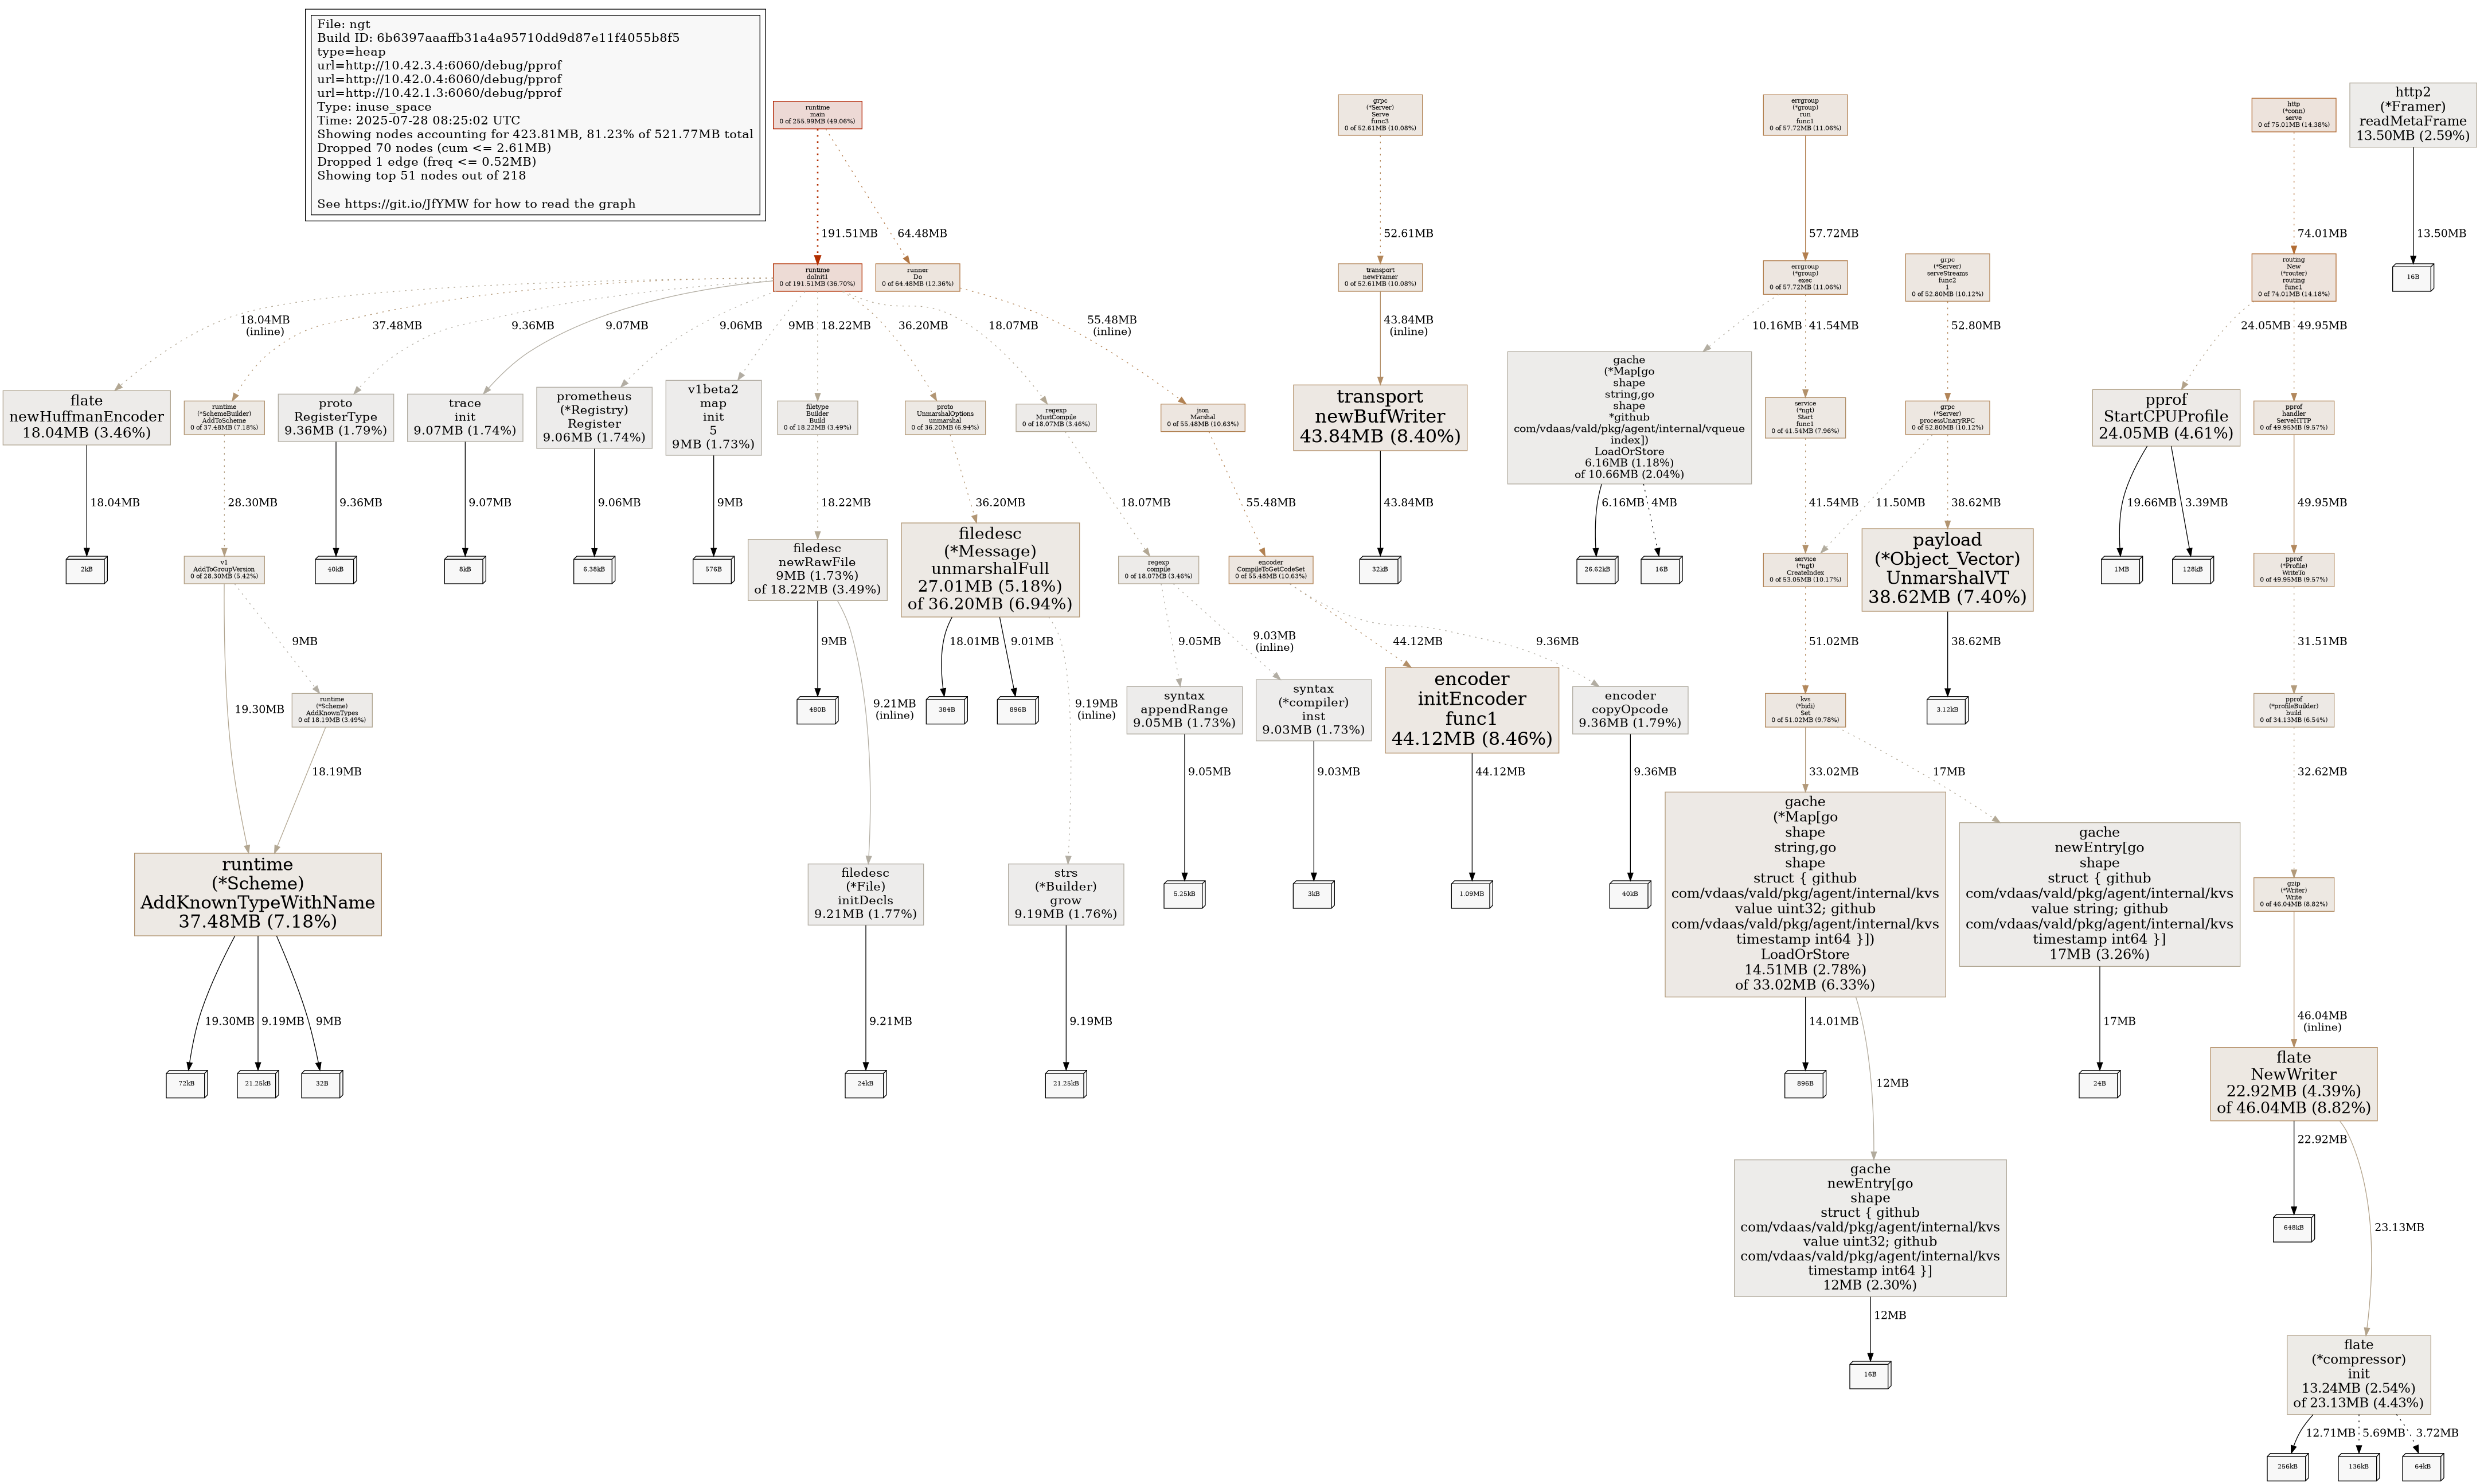 File: ngt
Build ID: 6b6397aaaffb31a4a95710dd9d87e11f4055b8f5
type=heap
url=http://10.42.3.4:6060/debug/pprof
url=http://10.42.0.4:6060/debug/pprof
url=http://10.42.1.3:6060/debug/pprof
Type: inuse_space
Time: 2025-07-28 08:25:02 UTC
Showing nodes accounting for 423.81MB, 81.23% of 521.77MB total
Dropped 70 nodes (cum <= 2.61MB)
Dropped 1 edge (freq <= 0.52MB)
Showing top 51 nodes out of 218
See https://git.io/JfYMW for how to read the graph
runtime
main
0 of 255.99MB (49.06%)
grpc
(*Server)
Serve
func3
0 of 52.61MB (10.08%)
errgroup
(*group)
run
func1
0 of 57.72MB (11.06%)
http
(*conn)
serve
0 of 75.01MB (14.38%)
http2
(*Framer)
readMetaFrame
13.50MB (2.59%)
191.51MB
64.48MB
52.61MB
57.72MB
74.01MB
13.50MB
runtime
doInit1
0 of 191.51MB (36.70%)
runner
Do
0 of 64.48MB (12.36%)
transport
newFramer
0 of 52.61MB (10.08%)
errgroup
(*group)
exec
0 of 57.72MB (11.06%)
grpc
(*Server)
serveStreams
func2
1
0 of 52.80MB (10.12%)
routing
New
(*router)
routing
func1
0 of 74.01MB (14.18%)
16B
18.04MB
(inline)
37.48MB
9.36MB
9.07MB
9.06MB
9MB
18.22MB
36.20MB
18.07MB
55.48MB
(inline)
43.84MB
(inline)
10.16MB
41.54MB
52.80MB
24.05MB
49.95MB
flate
newHuffmanEncoder
18.04MB (3.46%)
runtime
(*SchemeBuilder)
AddToScheme
0 of 37.48MB (7.18%)
proto
RegisterType
9.36MB (1.79%)
trace
init
9.07MB (1.74%)
prometheus
(*Registry)
Register
9.06MB (1.74%)
v1beta2
map
init
5
9MB (1.73%)
filetype
Builder
Build
0 of 18.22MB (3.49%)
proto
UnmarshalOptions
unmarshal
0 of 36.20MB (6.94%)
regexp
MustCompile
0 of 18.07MB (3.46%)
json
Marshal
0 of 55.48MB (10.63%)
transport
newBufWriter
43.84MB (8.40%)
gache
(*Map[go
shape
string,go
shape
*github
com/vdaas/vald/pkg/agent/internal/vqueue
index])
LoadOrStore
6.16MB (1.18%)
of 10.66MB (2.04%)
service
(*ngt)
Start
func1
0 of 41.54MB (7.96%)
grpc
(*Server)
processUnaryRPC
0 of 52.80MB (10.12%)
pprof
StartCPUProfile
24.05MB (4.61%)
pprof
handler
ServeHTTP
0 of 49.95MB (9.57%)
18.04MB
28.30MB
9.36MB
9.07MB
9.06MB
9MB
18.22MB
36.20MB
18.07MB
55.48MB
43.84MB
6.16MB
4MB
41.54MB
11.50MB
38.62MB
19.66MB
3.39MB
49.95MB
2kB
v1
AddToGroupVersion
0 of 28.30MB (5.42%)
40kB
8kB
6.38kB
576B
filedesc
newRawFile
9MB (1.73%)
of 18.22MB (3.49%)
filedesc
(*Message)
unmarshalFull
27.01MB (5.18%)
of 36.20MB (6.94%)
regexp
compile
0 of 18.07MB (3.46%)
encoder
CompileToGetCodeSet
0 of 55.48MB (10.63%)
32kB
26.62kB
16B
service
(*ngt)
CreateIndex
0 of 53.05MB (10.17%)
payload
(*Object_Vector)
UnmarshalVT
38.62MB (7.40%)
1MB
128kB
pprof
(*Profile)
WriteTo
0 of 49.95MB (9.57%)
19.30MB
9MB
9MB
9.21MB
(inline)
18.01MB
9.01MB
9.19MB
(inline)
9.05MB
9.03MB
(inline)
44.12MB
9.36MB
51.02MB
38.62MB
31.51MB
runtime
(*Scheme)
AddKnownTypes
0 of 18.19MB (3.49%)
480B
384B
896B
syntax
appendRange
9.05MB (1.73%)
syntax
(*compiler)
inst
9.03MB (1.73%)
encoder
initEncoder
func1
44.12MB (8.46%)
encoder
copyOpcode
9.36MB (1.79%)
kvs
(*bidi)
Set
0 of 51.02MB (9.78%)
3.12kB
pprof
(*profileBuilder)
build
0 of 34.13MB (6.54%)
18.19MB
9.05MB
9.03MB
44.12MB
9.36MB
33.02MB
17MB
32.62MB
runtime
(*Scheme)
AddKnownTypeWithName
37.48MB (7.18%)
filedesc
(*File)
initDecls
9.21MB (1.77%)
strs
(*Builder)
grow
9.19MB (1.76%)
5.25kB
3kB
1.09MB
40kB
gache
(*Map[go
shape
string,go
shape
struct { github
com/vdaas/vald/pkg/agent/internal/kvs
value uint32; github
com/vdaas/vald/pkg/agent/internal/kvs
timestamp int64 }])
LoadOrStore
14.51MB (2.78%)
of 33.02MB (6.33%)
gache
newEntry[go
shape
struct { github
com/vdaas/vald/pkg/agent/internal/kvs
value string; github
com/vdaas/vald/pkg/agent/internal/kvs
timestamp int64 }]
17MB (3.26%)
gzip
(*Writer)
Write
0 of 46.04MB (8.82%)
19.30MB
9.19MB
9MB
9.21MB
9.19MB
14.01MB
12MB
17MB
46.04MB
(inline)
72kB
21.25kB
32B
24kB
21.25kB
896B
24B
flate
NewWriter
22.92MB (4.39%)
of 46.04MB (8.82%)
22.92MB
23.13MB
gache
newEntry[go
shape
struct { github
com/vdaas/vald/pkg/agent/internal/kvs
value uint32; github
com/vdaas/vald/pkg/agent/internal/kvs
timestamp int64 }]
12MB (2.30%)
648kB
12MB
16B
flate
(*compressor)
init
13.24MB (2.54%)
of 23.13MB (4.43%)
12.71MB
5.69MB
3.72MB
256kB
136kB
64kB